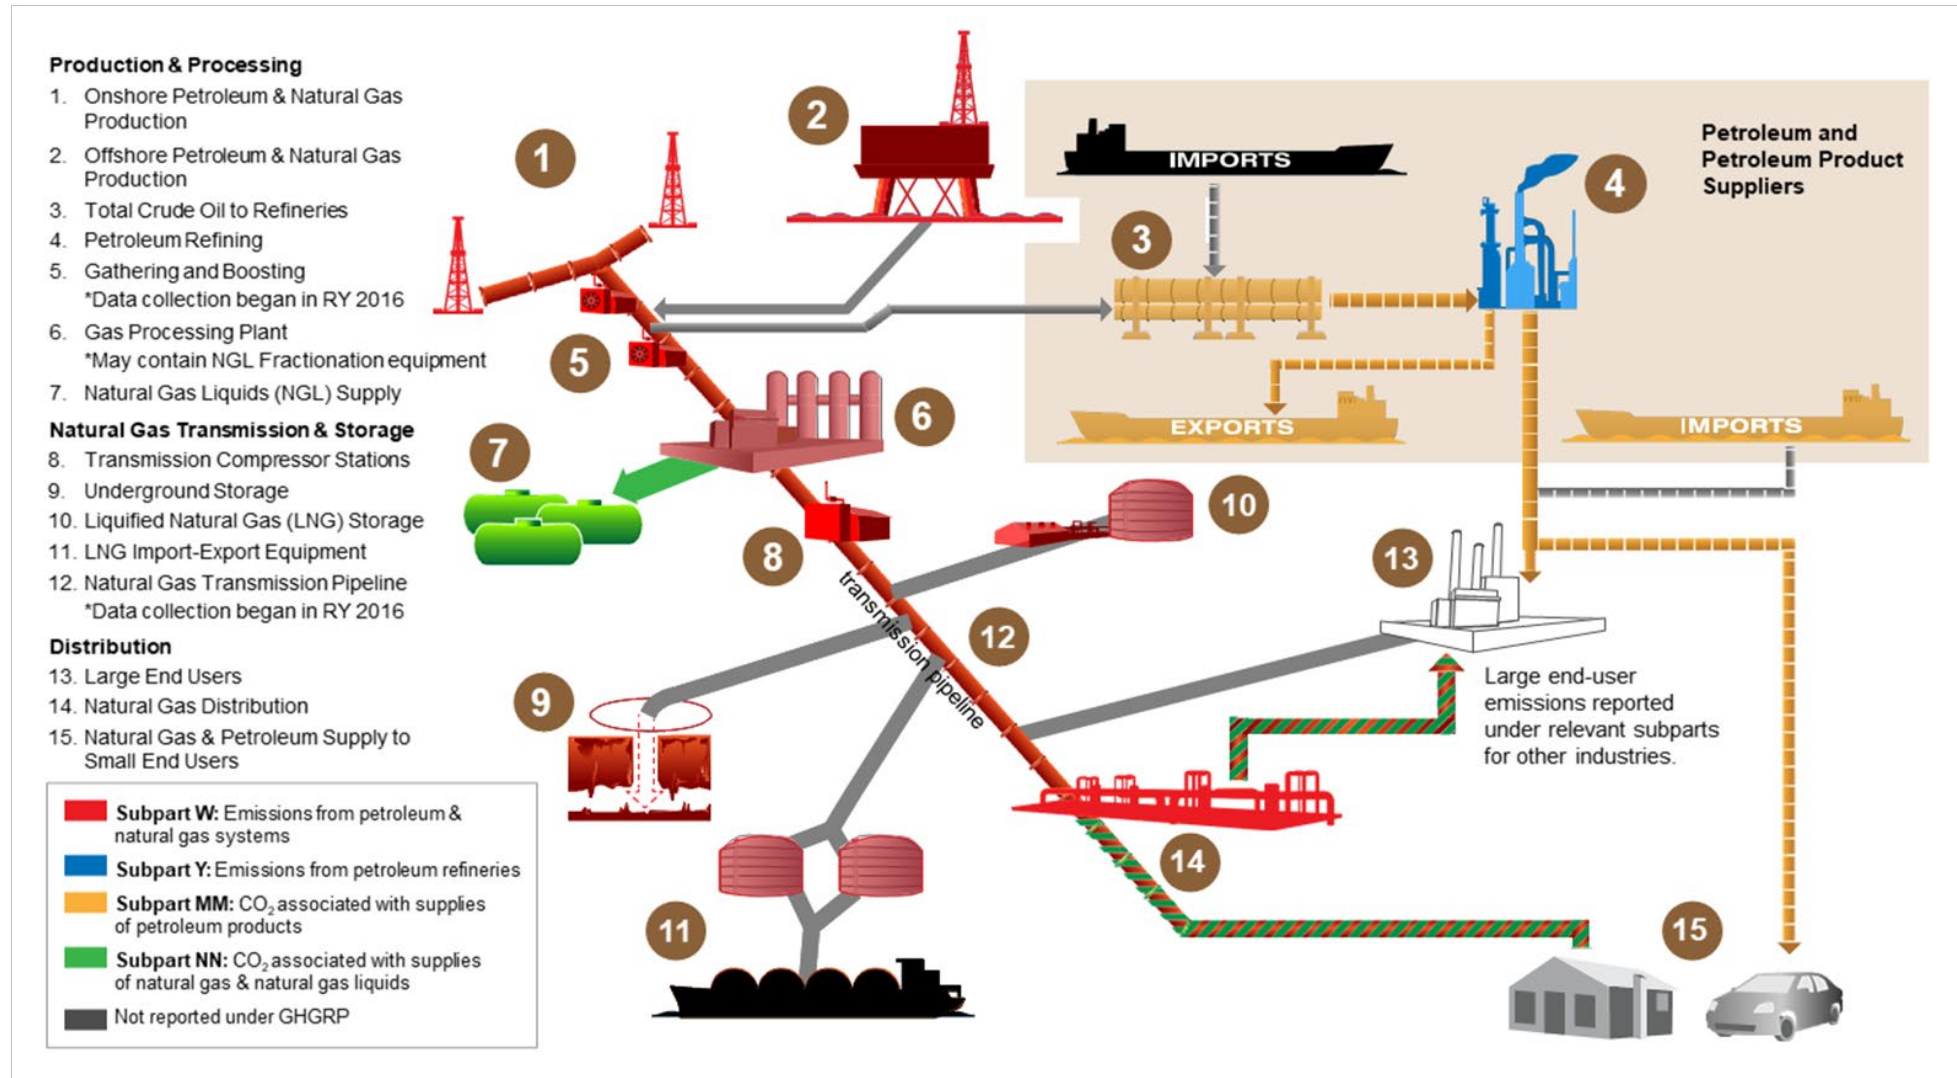 Production & Processing
1. Onshore Petroleum & Natural Gas
Production
2. Offshore Petroleum & Natural Gas
Production
3. Total Crude Oil to Refineries
4. Petroleum Refining
5. Gathering and Boosting
*Data collection began in RY 2016
6. Gas Processing Plant
*May contain NGL Fractionation equipment
7. Natural Gas Liquids (NGL) Supply
Natural Gas Transmission & Storage
8. Transmission Compressor Stations
9. Underground Storage
10. Liquified Natural Gas (LNG) Storage
11. LNG Import-Export Equipment
12. Natural Gas Transmission Pipeline
*Data collection began in RY 2016
Distribution
13. Large End Users
14. Natural Gas Distribution
15. Natural Gas & Petroleum Supply to
Small End Users
Subpart W: Emissions from petroleum &
natural gas systems
Subpart Y: Emissions from petroleum refineries
Subpart MM: CO2 associated with supplies
of petroleum products
Subpart NN: CO2 associated with supplies
of natural gas & natural gas liquids
Not reported under GHGRP
1
2
IMPORTS
Petroleum and
Petroleum Product
Suppliers
4
3
5
6
EXPORTS
IMPORTS
7
10
8
13
transmission pipeline
12
9
Large end-user
emissions reported
under relevant subparts
for other industries.
14
11
15